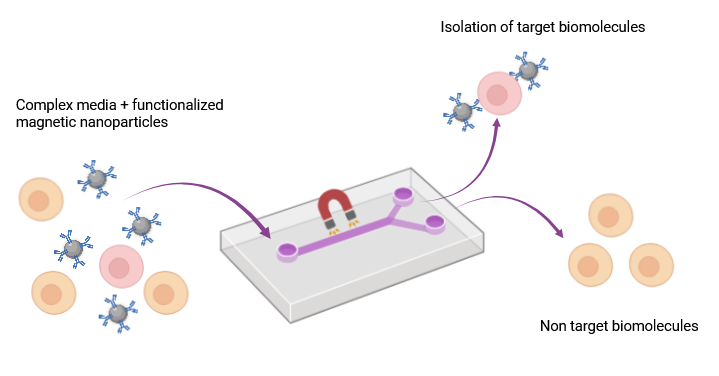 Isolation of target biomolecules
Complex media + functionalized
magnetic nanoparticles
Non target biomolecules